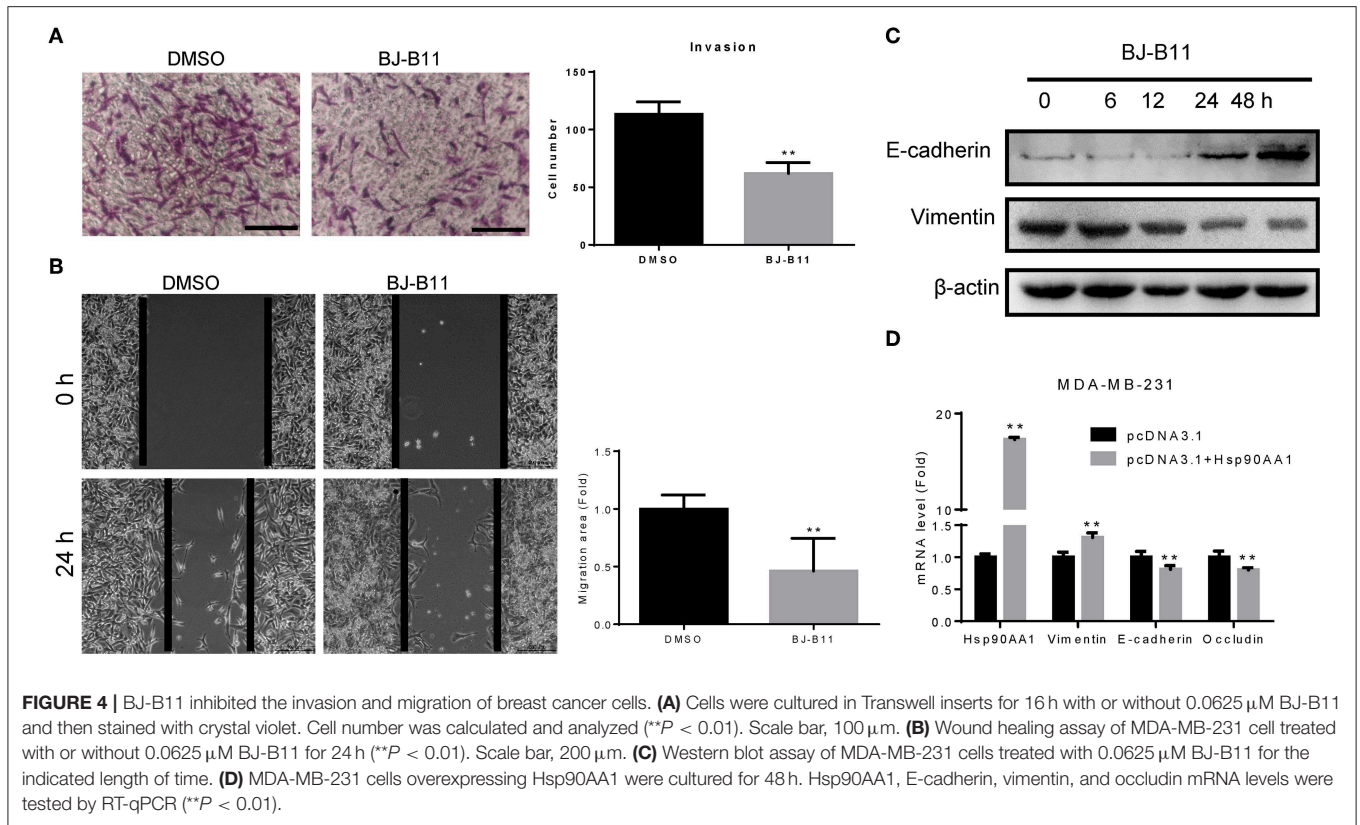 A
DMSO
BJ-B11
Invasion
150
100
50
0
Cell number
**
DMSO
BJ-B11
B
DMSO
BJ-B11
0 h
24 h
1.5
1.0
0.5
0.0
Migration area (Fold)
**
DMSO
BJ-B11
C
BJ-B11
0 6 12 24 48 h
E-cadherin
Vimentin
β-actin
D
MDA-MB-231
20
10
1.5
1.0
0.5
0.0
mRNA level (Fold)
pcDNA3.1
pcDNA3.1+Hsp90AA1
** ** ** **
Hsp90AA1 Vimentin E-cadherin Occludin
FIGURE 4 | BJ-B11 inhibited the invasion and migration of breast cancer cells. (A) Cells were cultured in Transwell inserts for 16 h with or without 0.0625 μM BJ-B11
and then stained with crystal violet. Cell number was calculated and analyzed (**P < 0.01). Scale bar, 100 μm. (B) Wound healing assay of MDA-MB-231 cell treated
with or without 0.0625 μM BJ-B11 for 24 h (**P < 0.01). Scale bar, 200 μm. (C) Western blot assay of MDA-MB-231 cells treated with 0.0625 μM BJ-B11 for the
indicated length of time. (D) MDA-MB-231 cells overexpressing Hsp90AA1 were cultured for 48 h. Hsp90AA1, E-cadherin, vimentin, and occludin mRNA levels were
tested by RT-qPCR (**P < 0.01).